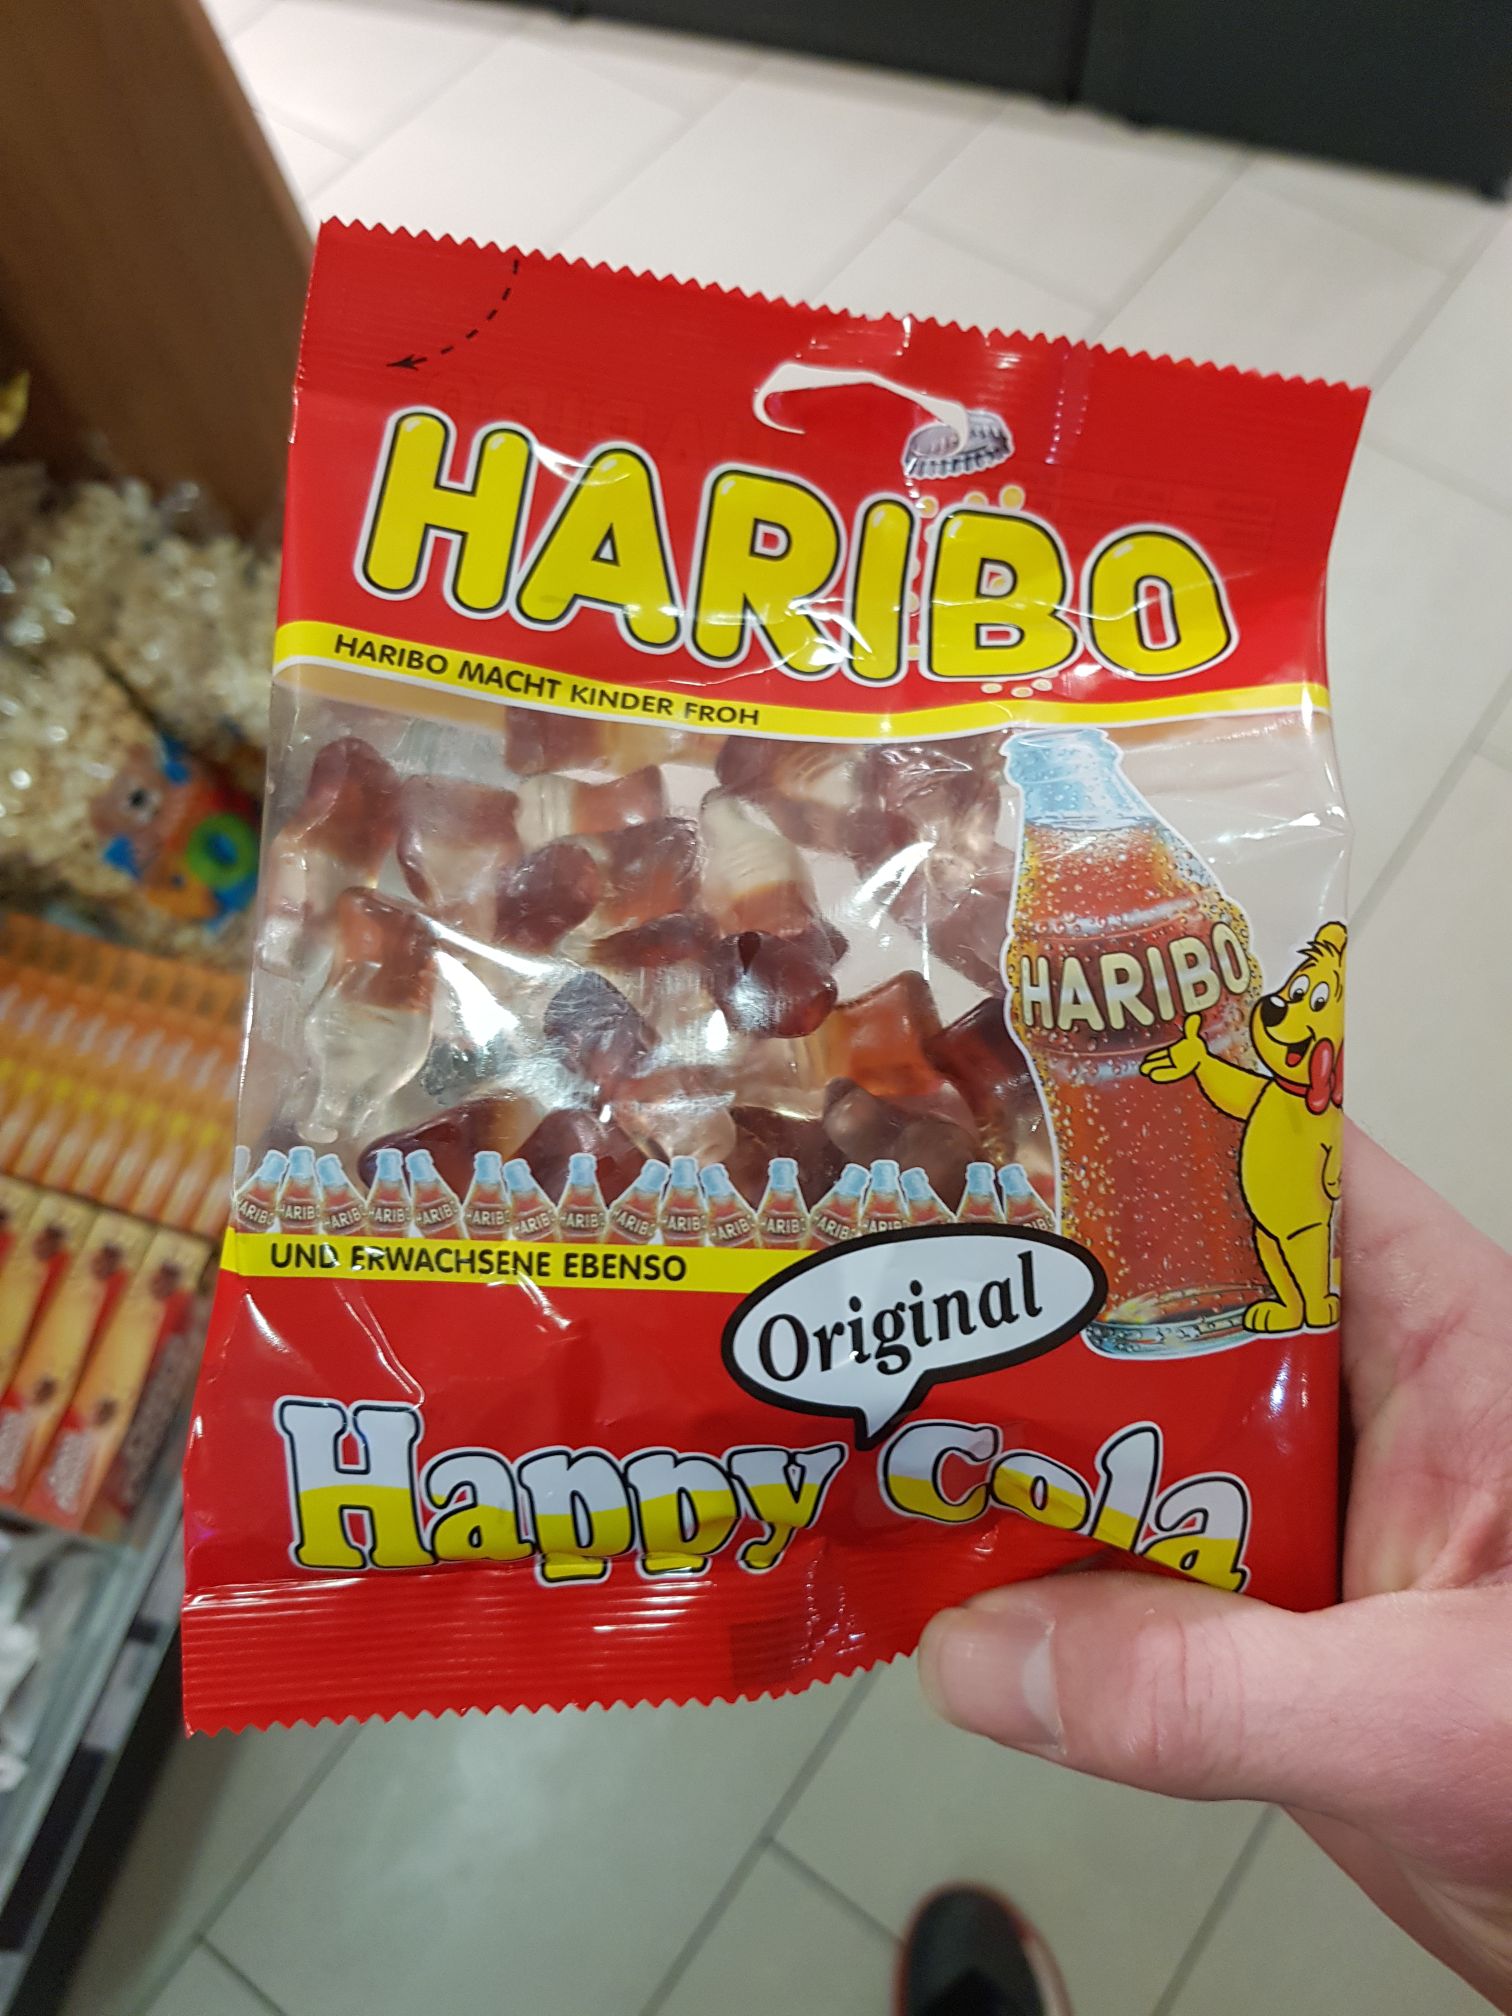 HARIBO
HARIBO MACHT KINDER FROH
HARIBO
UND ERWACHSENE EBENSO
Original
Happy Cola